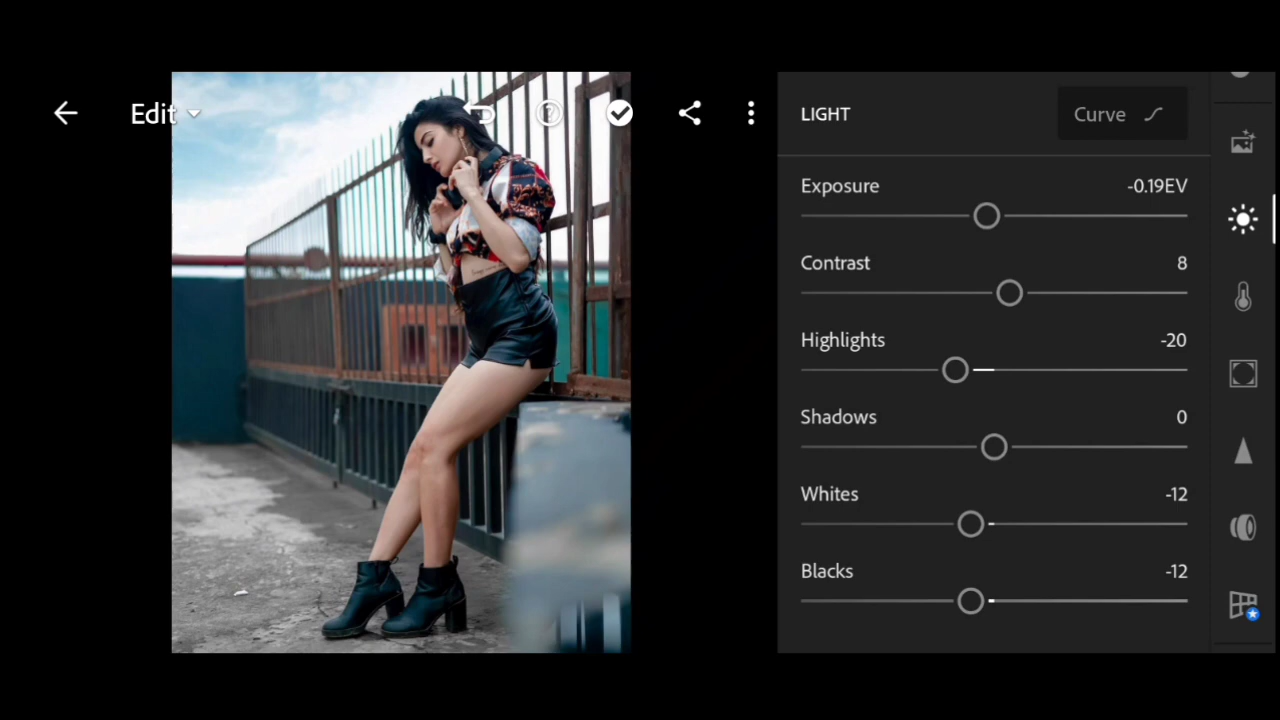 Edit
LIGHT
Curve
Exposure -0.19EV
Contrast 8
Highlights -20
Shadows 0
Whites -12
Blacks -12